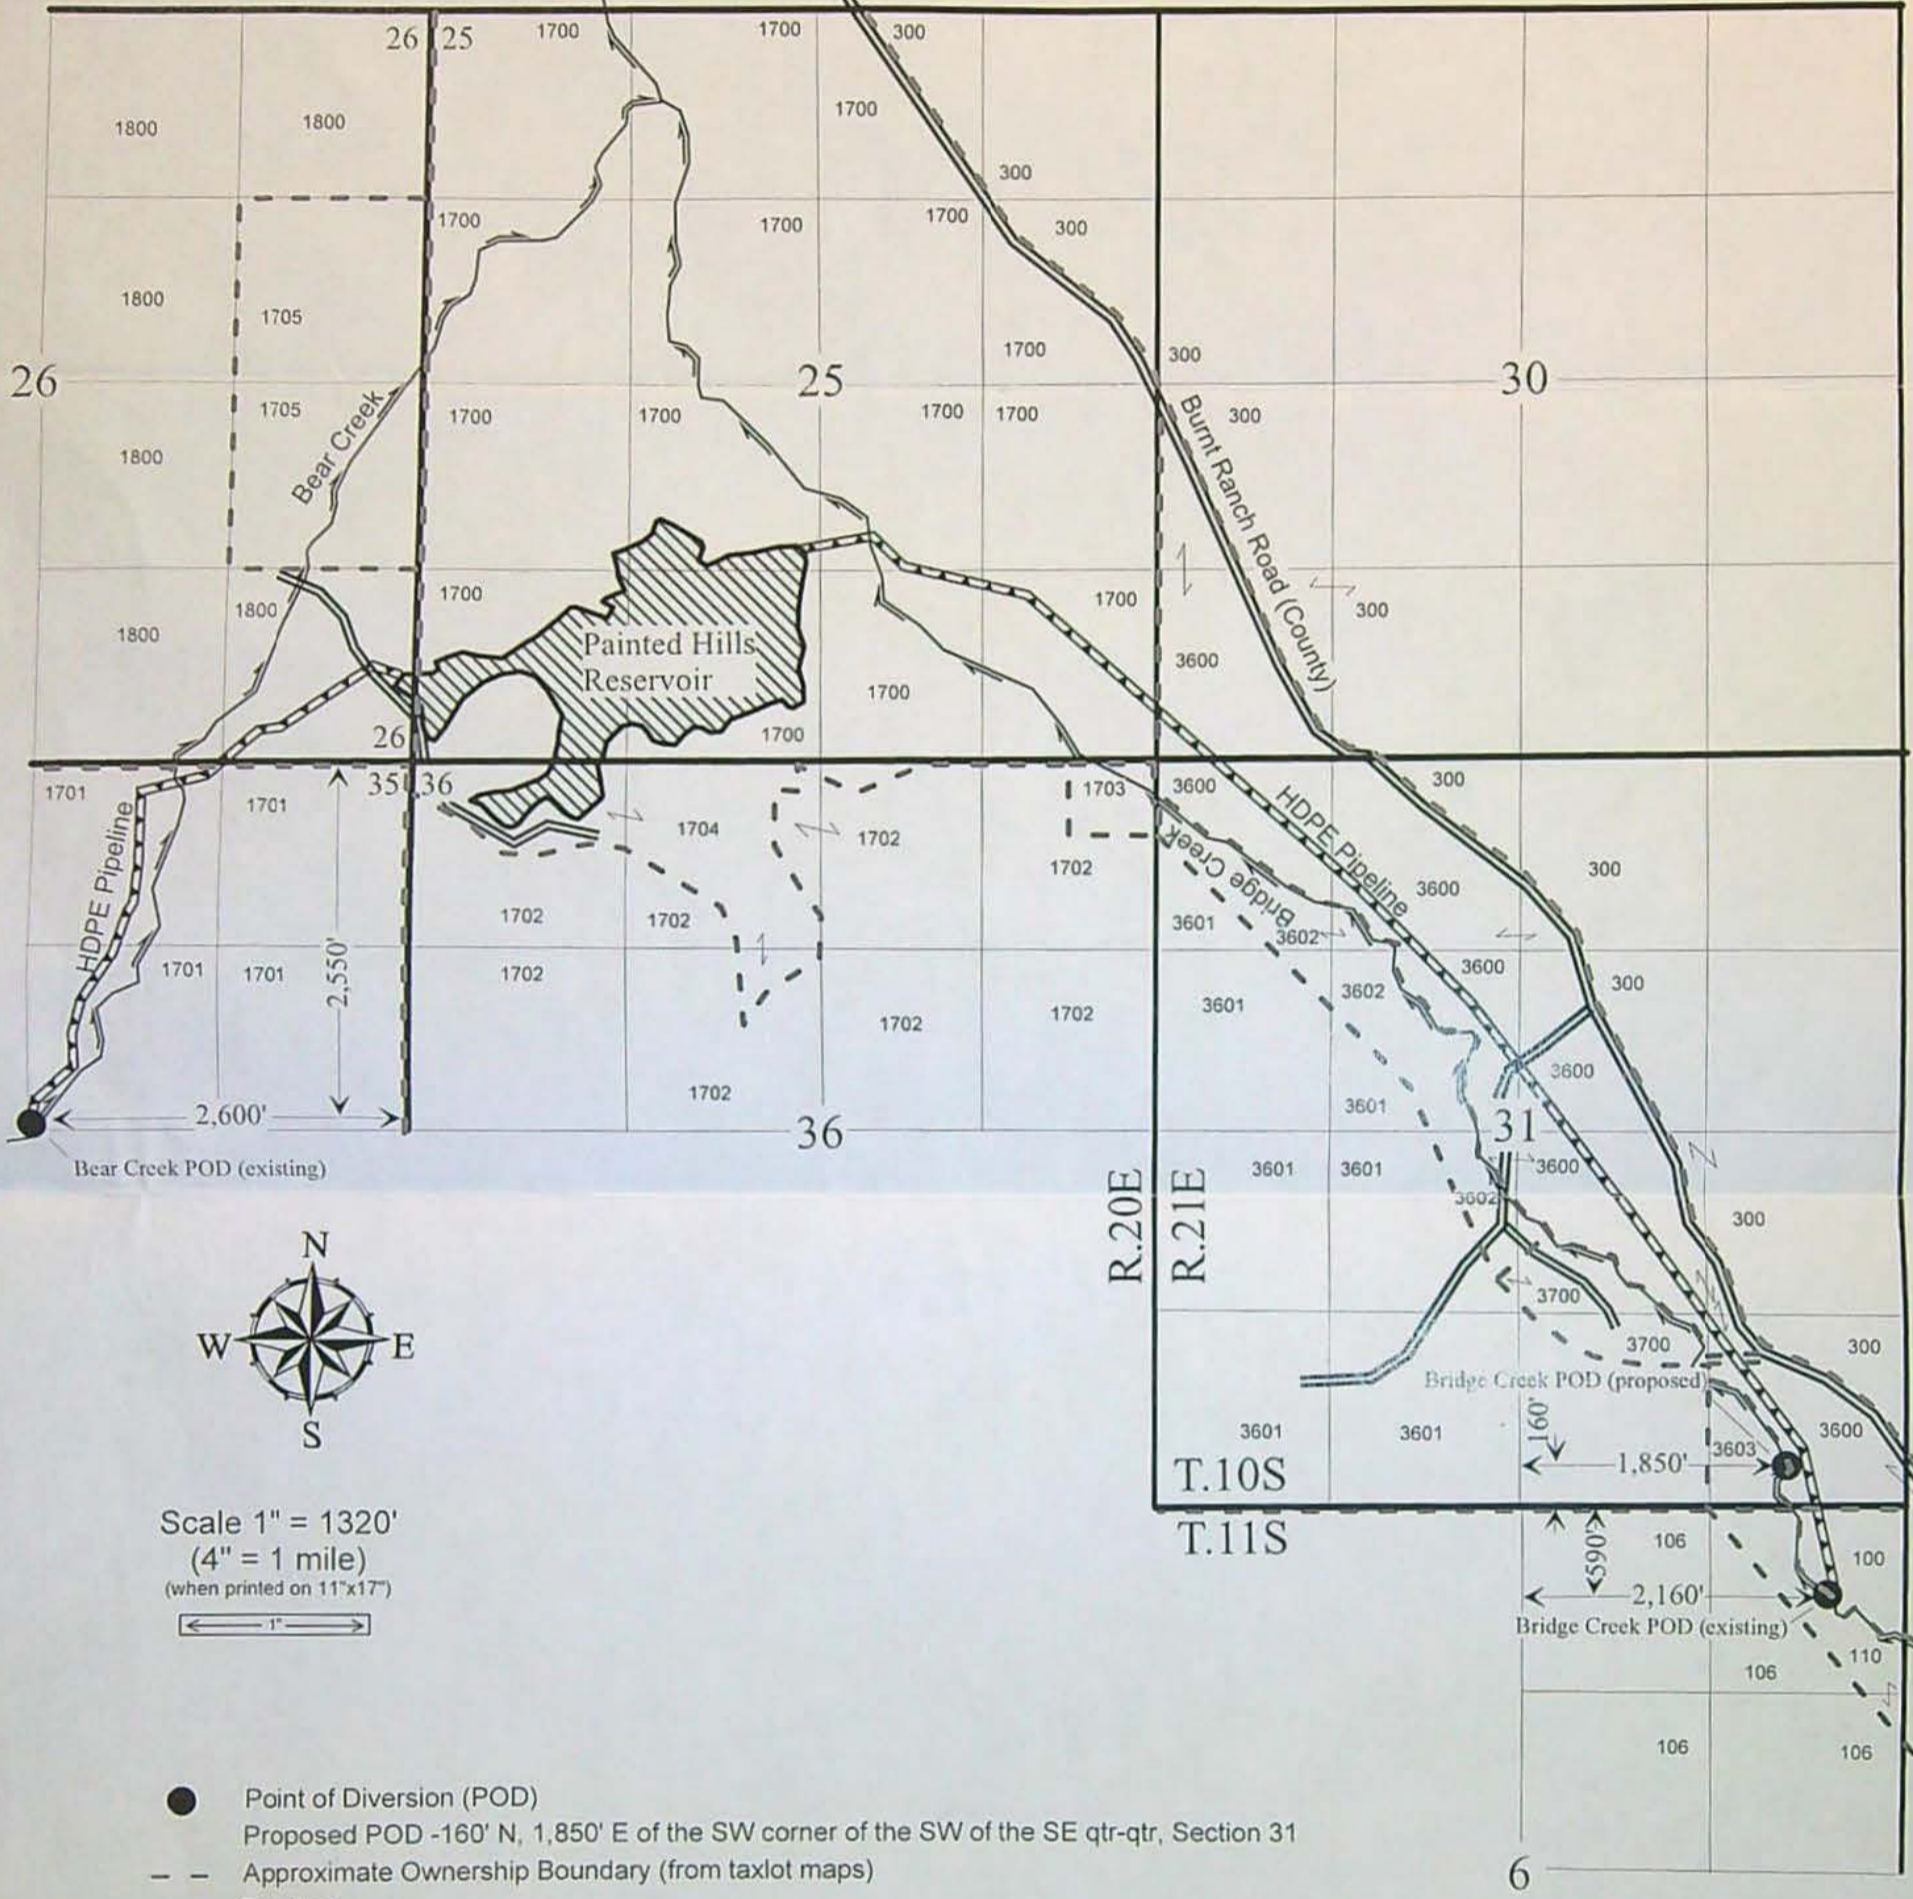 26 25 1700 1700 300
1800 1800 1700
300
1700 1700 1700 300
1800 1705
1700 300
26 25 30
1705 1700 1700 1700 1700 300
Bear Creek
Burnt Ranch Road (County)
1800
1800 1700 1700 300
1800
Painted Hills
Reservoir
3600
1700
26 1700
35 36
1701 1701 1703 3600 300
HDPE Pipeline
HDPE Pipeline
Bridge Creek
1704 1702
1702 3600 300
1702 1702 3601 3602
1701 1701 1702 3600 300
2,550'
1702 1702 3601 3602
1702 3601 3600
2,600' 36 31
Bear Creek POD (existing)
3601 3601 3600
3602
R.20E R.21E
300
N
W E
S
3700
3700 300
Bridge Creek POD (proposed)
160'
3601 3601 3603 3600
1,850'
T.10S
T.11S
Scale 1" = 1320'
(4" = 1 mile)
(when printed on 11"x17")
1"
590'
106 100
2,160'
Bridge Creek POD (existing)
110
106
106 106
Point of Diversion (POD)
Proposed POD -160' N, 1,850' E of the SW corner of the SW of the SE qtr-qtr, Section 31
Approximate Ownership Boundary (from taxlot maps)
6